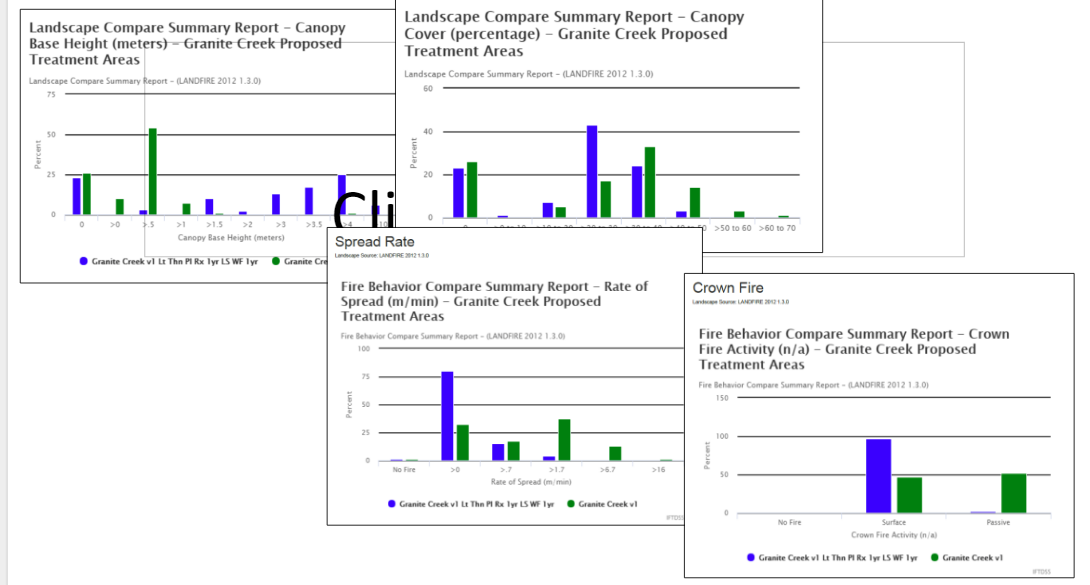 Landscape Compare Summary Report – Canopy
Base Height (meters) – Granite Creek Proposed
Treatment Areas
Landscape Compare Summary Report – (LANDFIRE 2012 1.3.0)
75
50
25
0
Percent
0 >0 >.5 >1 >1.5 >2 >3 >3.5 >4
Canopy Base Height (meters)
Granite Creek v1 Lt Thn Pl Rx 1yr LS WF 1yr Granite Cre
Landscape Compare Summary Report – Canopy
Cover (percentage) – Granite Creek Proposed
Treatment Areas
Landscape Compare Summary Report – (LANDFIRE 2012 1.3.0)
60
40
20
0
Percent
>50 to 60 >60 to 70
Cli
Spread Rate
Landscape Source: LANDFIRE 2012 1.3.0
Fire Behavior Compare Summary Report – Rate of
Spread (m/min) – Granite Creek Proposed
Treatment Areas
Fire Behavior Compare Summary Report – (LANDFIRE 2012 1.3.0)
100
75
50
25
0
Percent
No Fire >0 >.7 >1.7 >6.7 >16
Rate of Spread (m/min)
Granite Creek v1 Lt Thn Pl Rx 1yr LS WF 1yr Granite Creek v1
IFTDSS
Crown Fire
Landscape Source: LANDFIRE 2012 1.3.0
Fire Behavior Compare Summary Report – Crown
Fire Activity (n/a) – Granite Creek Proposed
Treatment Areas
Fire Behavior Compare Summary Report – (LANDFIRE 2012 1.3.0)
150
100
50
0
Percent
No Fire Surface Passive
Crown Fire Activity (n/a)
Granite Creek v1 Lt Thn Pl Rx 1yr LS WF 1yr Granite Creek v1
IFTDSS